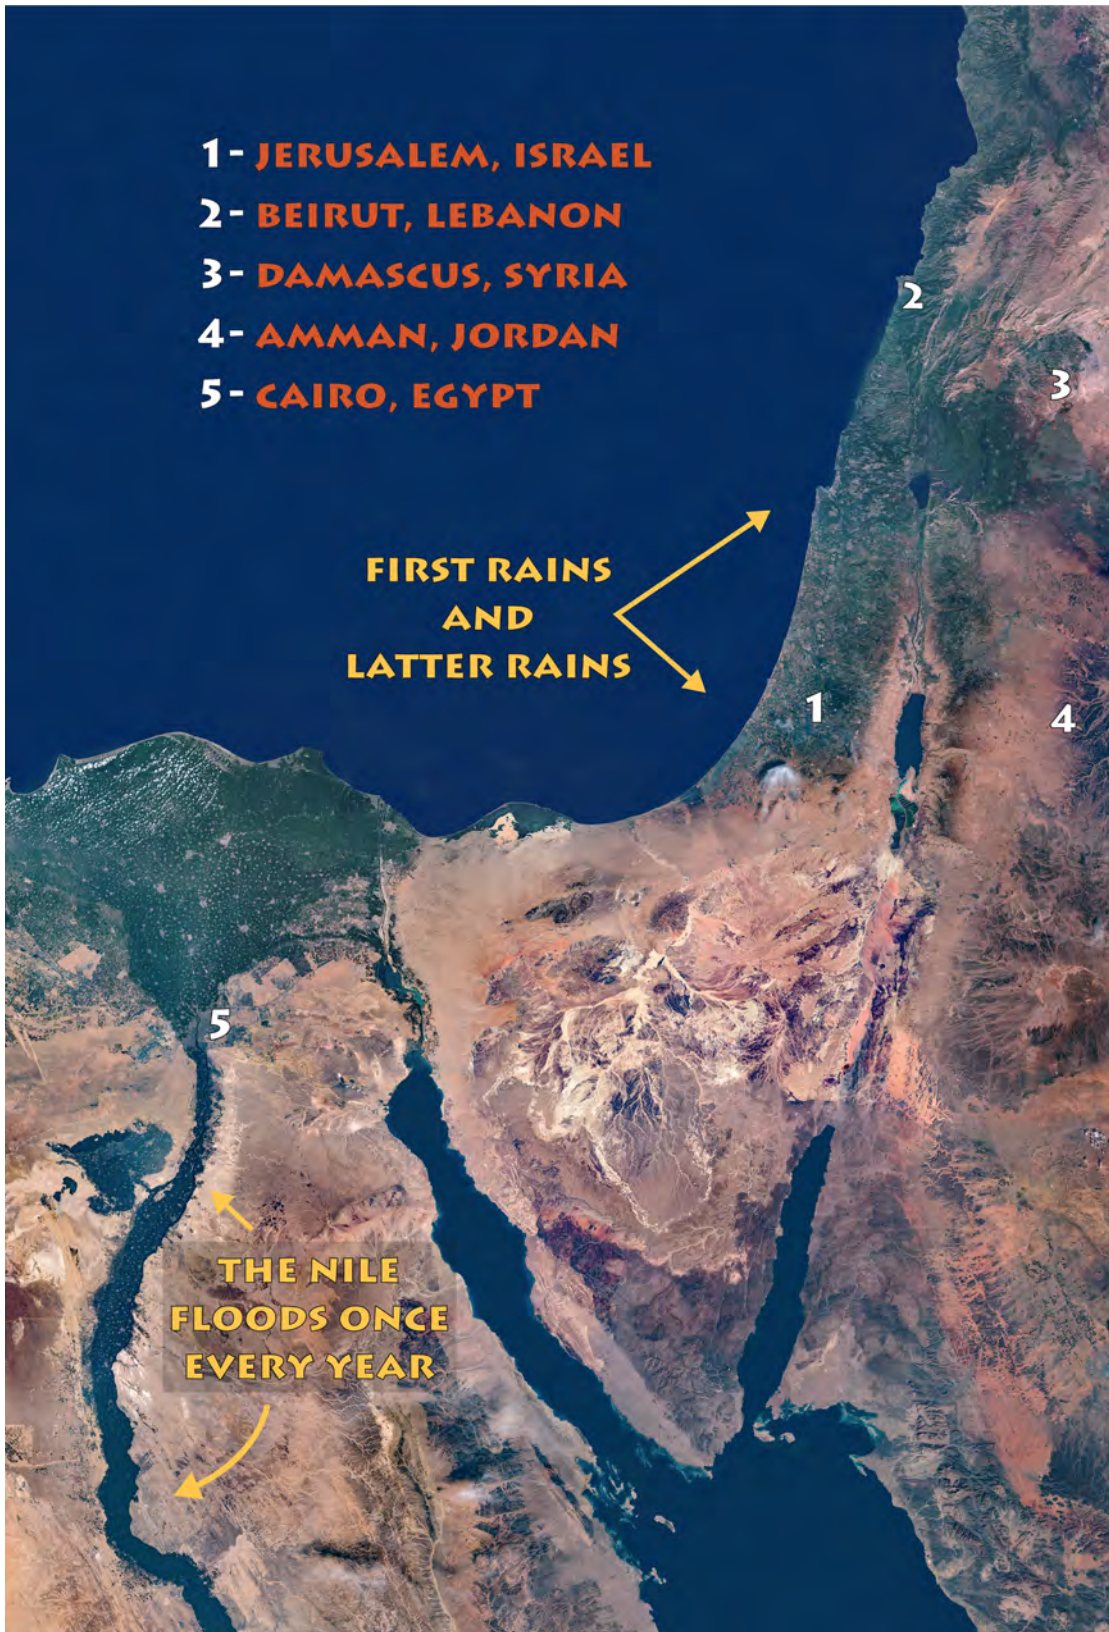 1- JERUSALEM, ISRAEL
2- BEIRUT, LEBANON
3- DAMASCUS, SYRIA
4- AMMAN, JORDAN
5- CAIRO, EGYPT
2
3
FIRST RAINS
AND
LATTER RAINS
1
4
5
THE NILE
FLOODS ONCE
EVERY YEAR